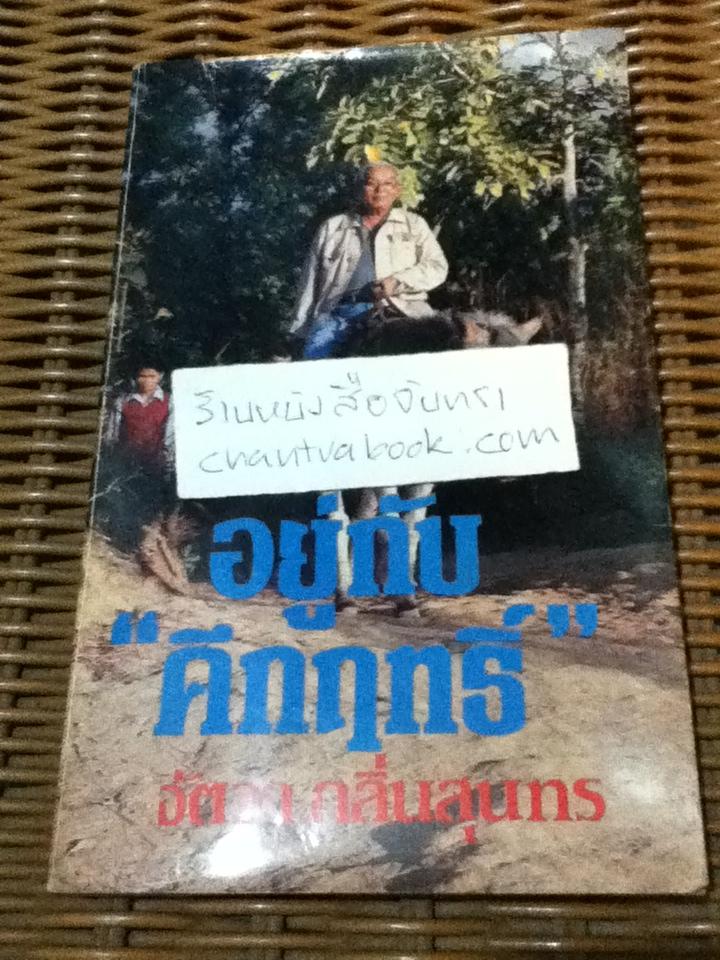 ร้านหนังสือจันทรา
chantrabook.com
อยู่กับ
“คึกฤทธิ์”
กลิ่นสุนทร